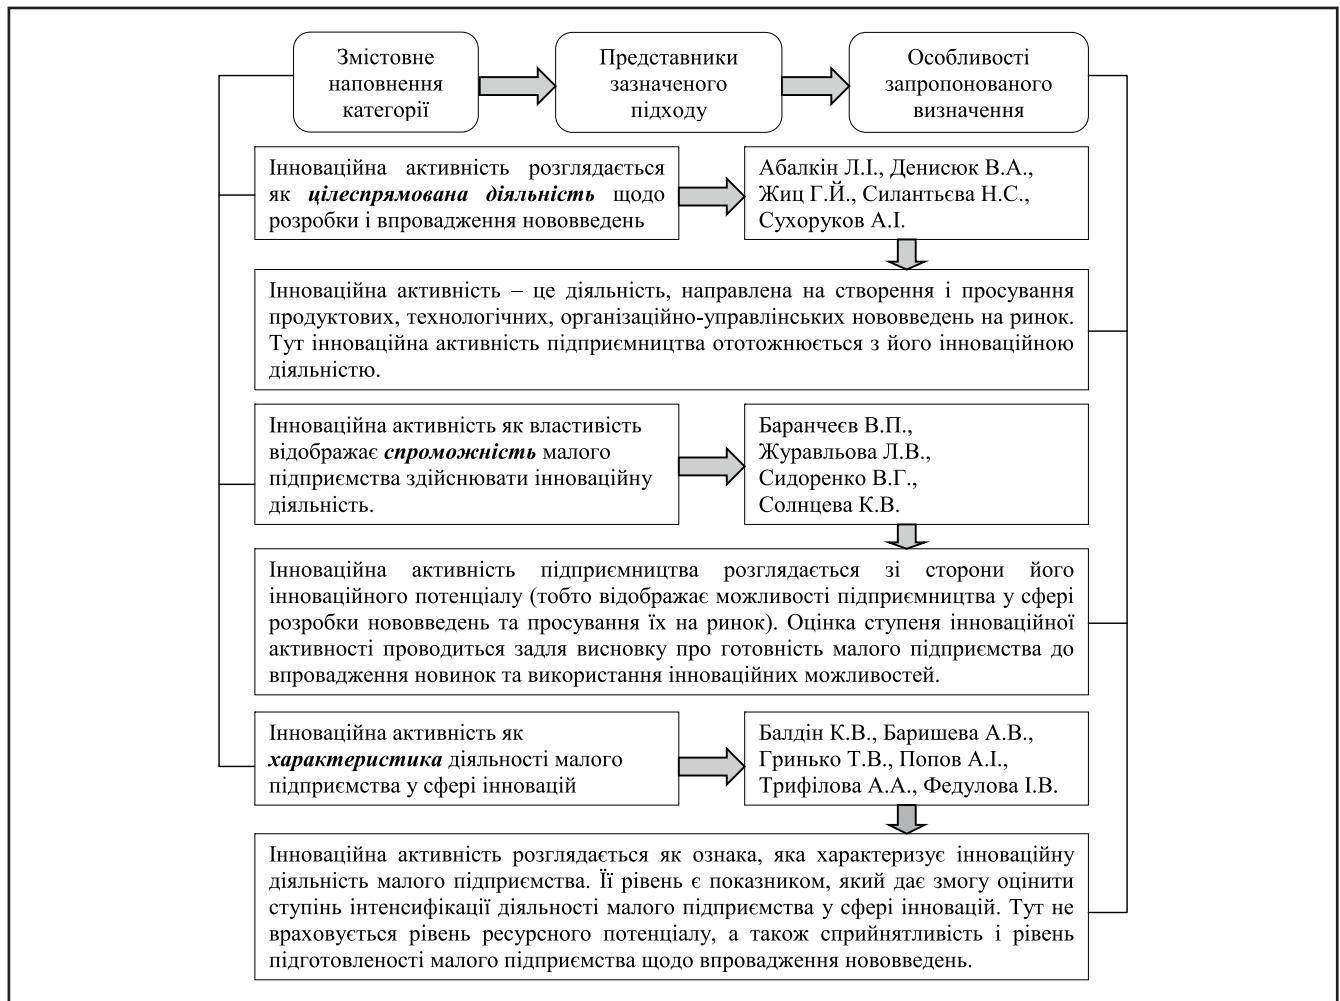 Змістовне
наповнення
категорії
Представники
зазначеного
підходу
Особливості
запропонованого
визначення
Інноваційна активність розглядається
як цілеспрямована діяльність щодо
розробки і впровадження нововведень
Абалкін Л.І., Денисюк В.А.,
Жиц Г.Й., Силантьєва Н.С.,
Сухоруков А.І.
Інноваційна активність – це діяльність, направлена на створення і просування
продуктових, технологічних, організаційно-управлінських нововведень на ринок.
Тут інноваційна активність підприємництва ототожнюється з його інноваційною
діяльністю.
Інноваційна активність як властивість
відображає спроможність малого
підприємства здійснювати інноваційну
діяльність.
Баранчеєв В.П.,
Журавльова Л.В.,
Сидоренко В.Г.,
Солнцева К.В.
Інноваційна активність підприємництва розглядається зі сторони його
інноваційного потенціалу (тобто відображає можливості підприємництва у сфері
розробки нововведень та просування їх на ринок). Оцінка ступеня інноваційної
активності проводиться задля висновку про готовність малого підприємства до
впровадження новинок та використання інноваційних можливостей.
Інноваційна активність як
характеристика діяльності малого
підприємства у сфері інновацій
Балдін К.В., Баришева А.В.,
Гринько Т.В., Попов А.І.,
Трифілова А.А., Федулова І.В.
Інноваційна активність розглядається як ознака, яка характеризує інноваційну
діяльність малого підприємства. Її рівень є показником, який дає змогу оцінити
ступінь інтенсифікації діяльності малого підприємства у сфері інновацій. Тут не
враховується рівень ресурсного потенціалу, а також сприйнятливість і рівень
підготовленості малого підприємства щодо впровадження нововведень.